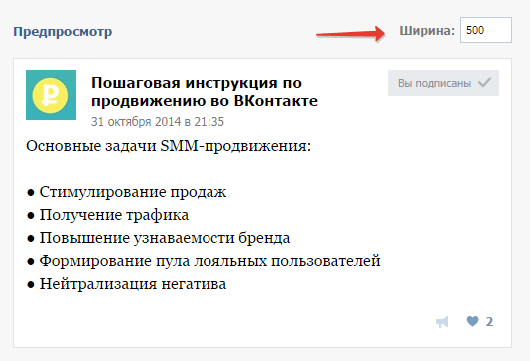 Предпросмотр
Ширина: 500
Пошаговая инструкция по
продвижению во ВКонтакте
Вы подписаны
31 октября 2014 в 21:35
Основные задачи SMM-продвижения:
● Стимулирование продаж
● Получение трафика
● Повышение узнаваемости бренда
● Формирование пула лояльных пользователей
● Нейтрализация негатива
2